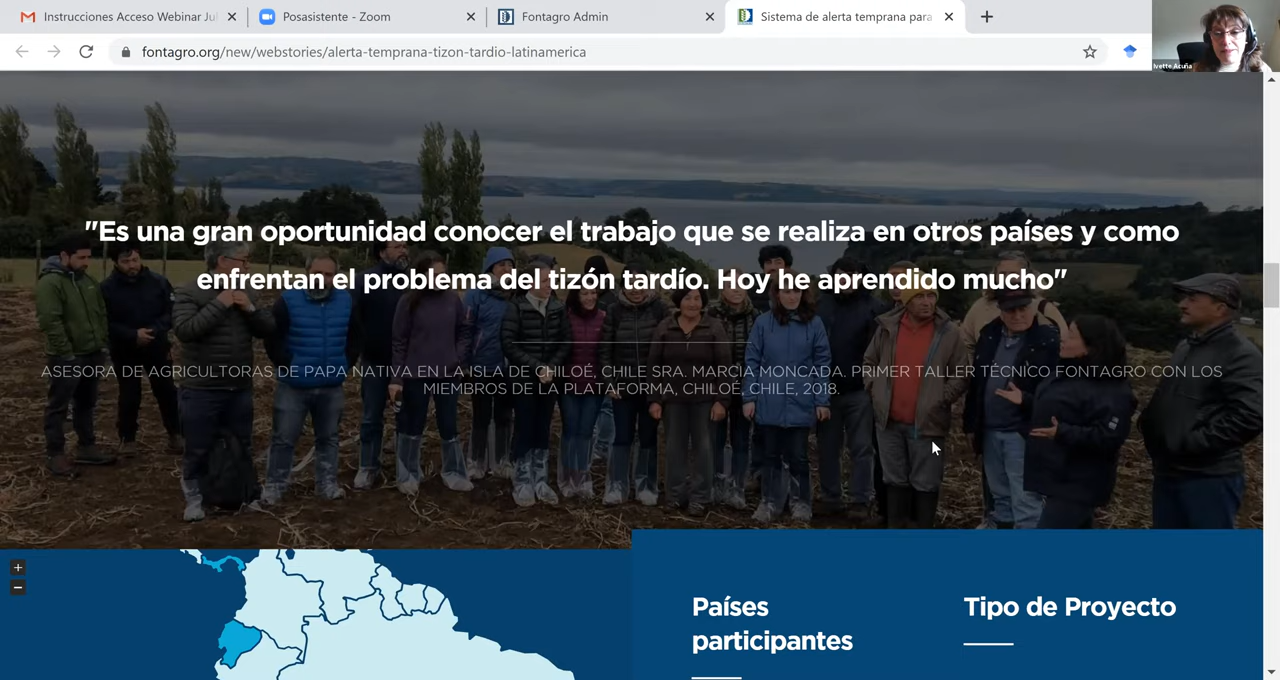 Instrucciones Acceso Webinar Jul
Posasistente - Zoom
Fontagro Admin
Sistema de alerta temprana para
fontagro.org/new/webstories/alerta-temprana-tizon-tardio-latinamerica
Ivette Acuña
"Es una gran oportunidad conocer el trabajo que se realiza en otros países y como
enfrentan el problema del tizón tardío. Hoy he aprendido mucho"
ASESORA DE AGRICULTORAS DE PAPA NATIVA EN LA ISLA DE CHILOÉ, CHILE SRA. MARCIA MONCADA. PRIMER TALLER TÉCNICO FONTAGRO CON LOS
MIEMBROS DE LA PLATAFORMA, CHILOÉ, CHILE, 2018.
+
−
Países
participantes
Tipo de Proyecto